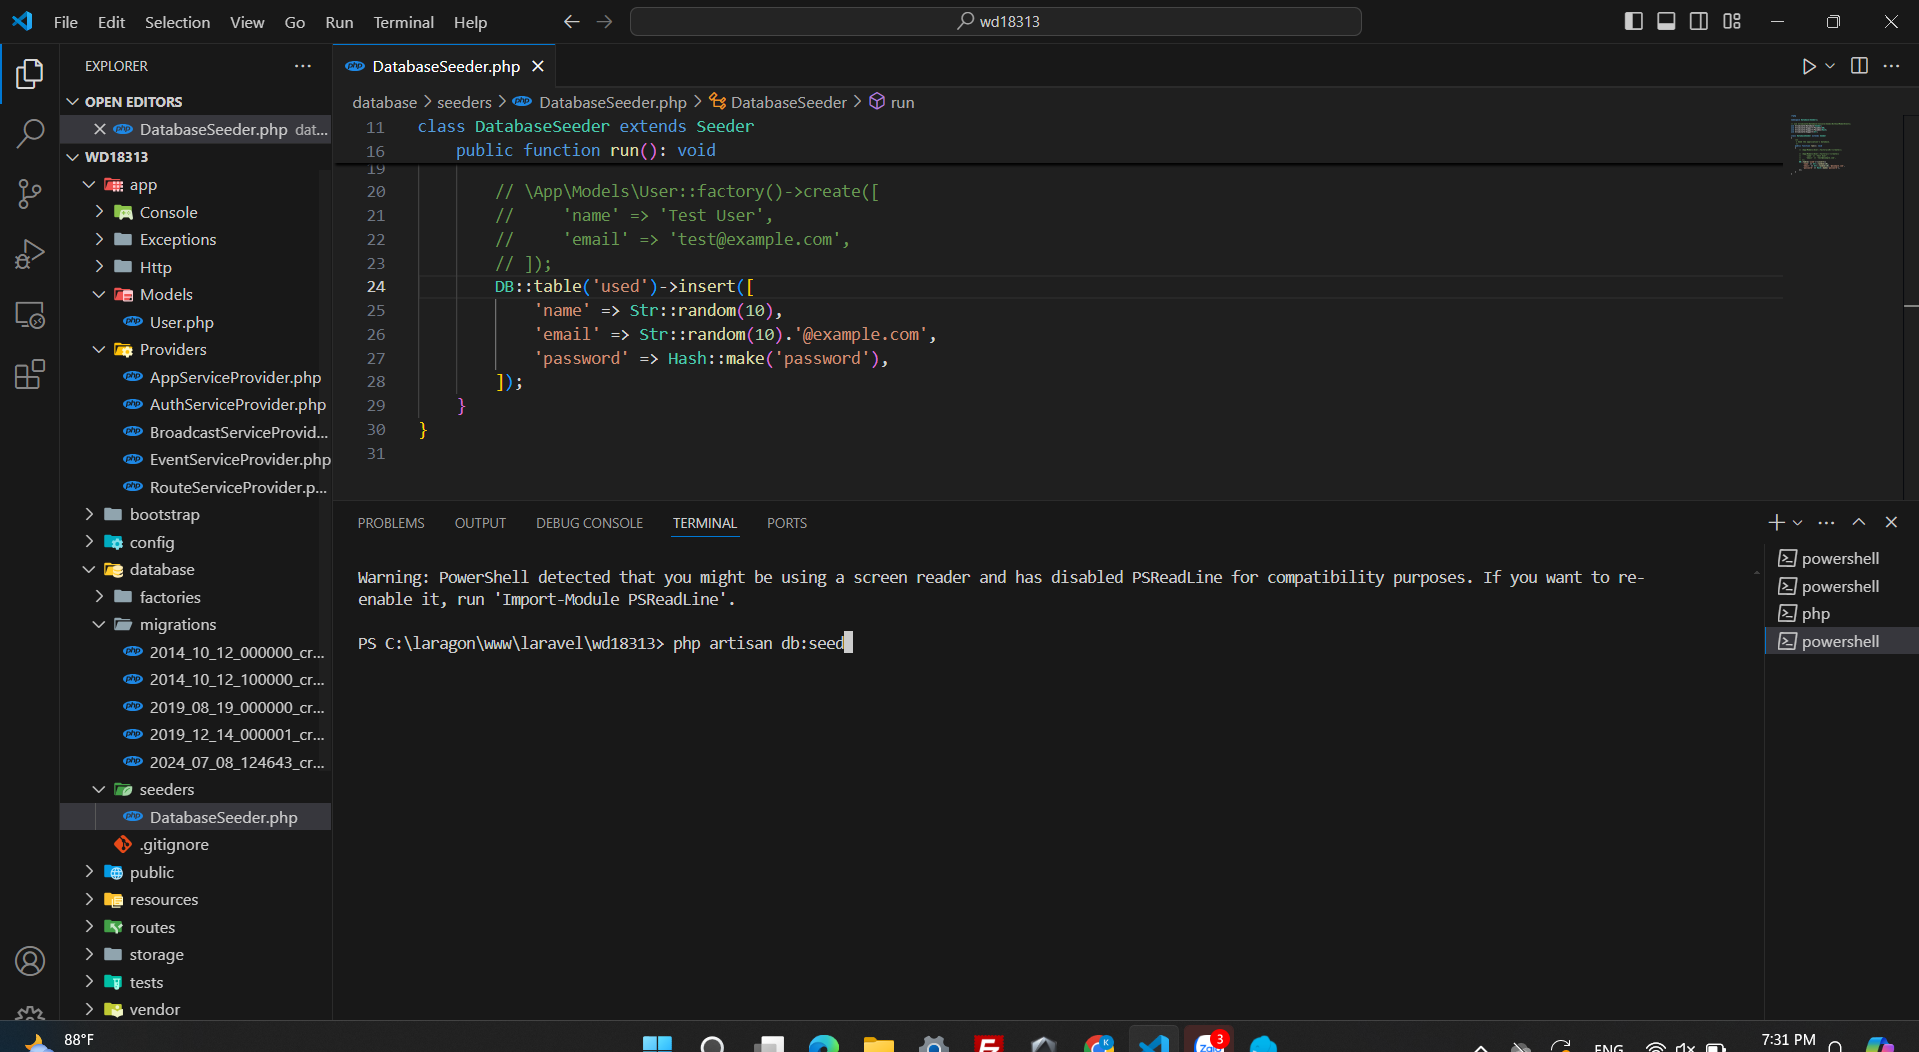 File Edit Selection View Go Run Terminal Help
wd18313
EXPLORER
OPEN EDITORS
DatabaseSeeder.php dat...
WD18313
app
Console
Exceptions
Http
Models
User.php
Providers
AppServiceProvider.php
AuthServiceProvider.php
BroadcastServiceProvid...
EventServiceProvider.php
RouteServiceProvider.p...
bootstrap
config
database
factories
migrations
2014_10_12_000000_cr...
2014_10_12_100000_cr...
2019_08_19_000000_cr...
2019_12_14_000001_cr...
2024_07_08_124643_cr...
seeders
DatabaseSeeder.php
.gitignore
public
resources
routes
storage
tests
vendor
DatabaseSeeder.php
database > seeders > DatabaseSeeder.php > DatabaseSeeder > run
11 class DatabaseSeeder extends Seeder
16 public function run(): void
19
20 // \App\Models\User::factory()->create([
21 //     'name' => 'Test User',
22 //     'email' => 'test@example.com',
23 // ]);
24 DB::table('used')->insert([
25 'name' => Str::random(10),
26 'email' => Str::random(10).'@example.com',
27 'password' => Hash::make('password'),
28 ]);
29 }
30 }
31
PROBLEMS OUTPUT DEBUG CONSOLE TERMINAL PORTS
Warning: PowerShell detected that you might be using a screen reader and has disabled PSReadLine for compatibility purposes. If you want to re-
enable it, run 'Import-Module PSReadLine'.
PS C:\laragon\www\laravel\wd18313> php artisan db:seed
powershell
powershell
php
powershell
88°F
3
ENG
7:31 PM